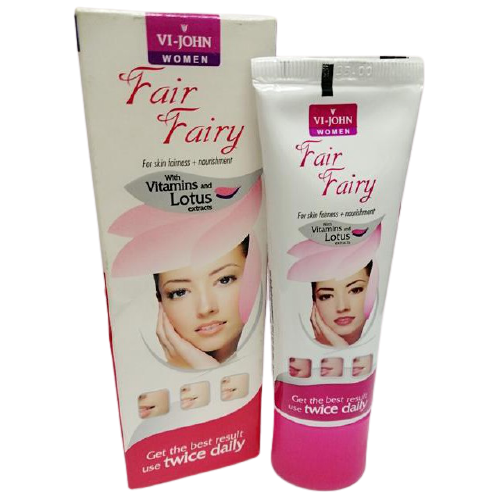 VI-JOHN
WOMEN
Fair
Fairy
For skin fairness + nourishment
With
Vitamins and
Lotus
extracts
Get the best result
use twice daily
VI-JOHN
WOMEN
Fair
Fairy
For skin fairness + nourishment
With
Vitamins and
Lotus
extracts
Get the best result
use twice daily